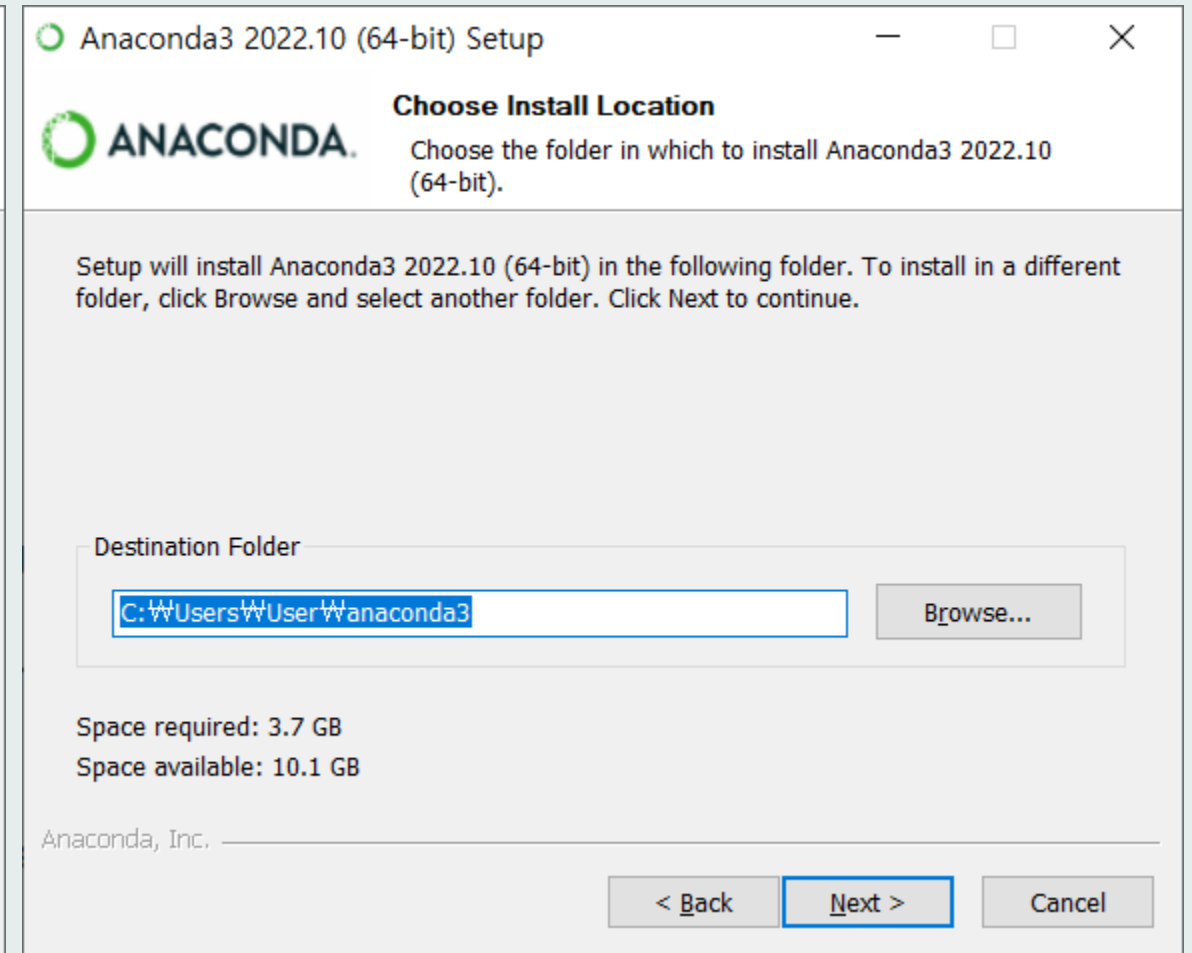 Anaconda3 2022.10 (64-bit) Setup
ANACONDA.
Choose Install Location
Choose the folder in which to install Anaconda3 2022.10
(64-bit).
Setup will install Anaconda3 2022.10 (64-bit) in the following folder. To install in a different
folder, click Browse and select another folder. Click Next to continue.
Destination Folder
C:₩Users₩User₩anaconda3
Browse...
Space required: 3.7 GB
Space available: 10.1 GB
Anaconda, Inc.
< Back
Next >
Cancel